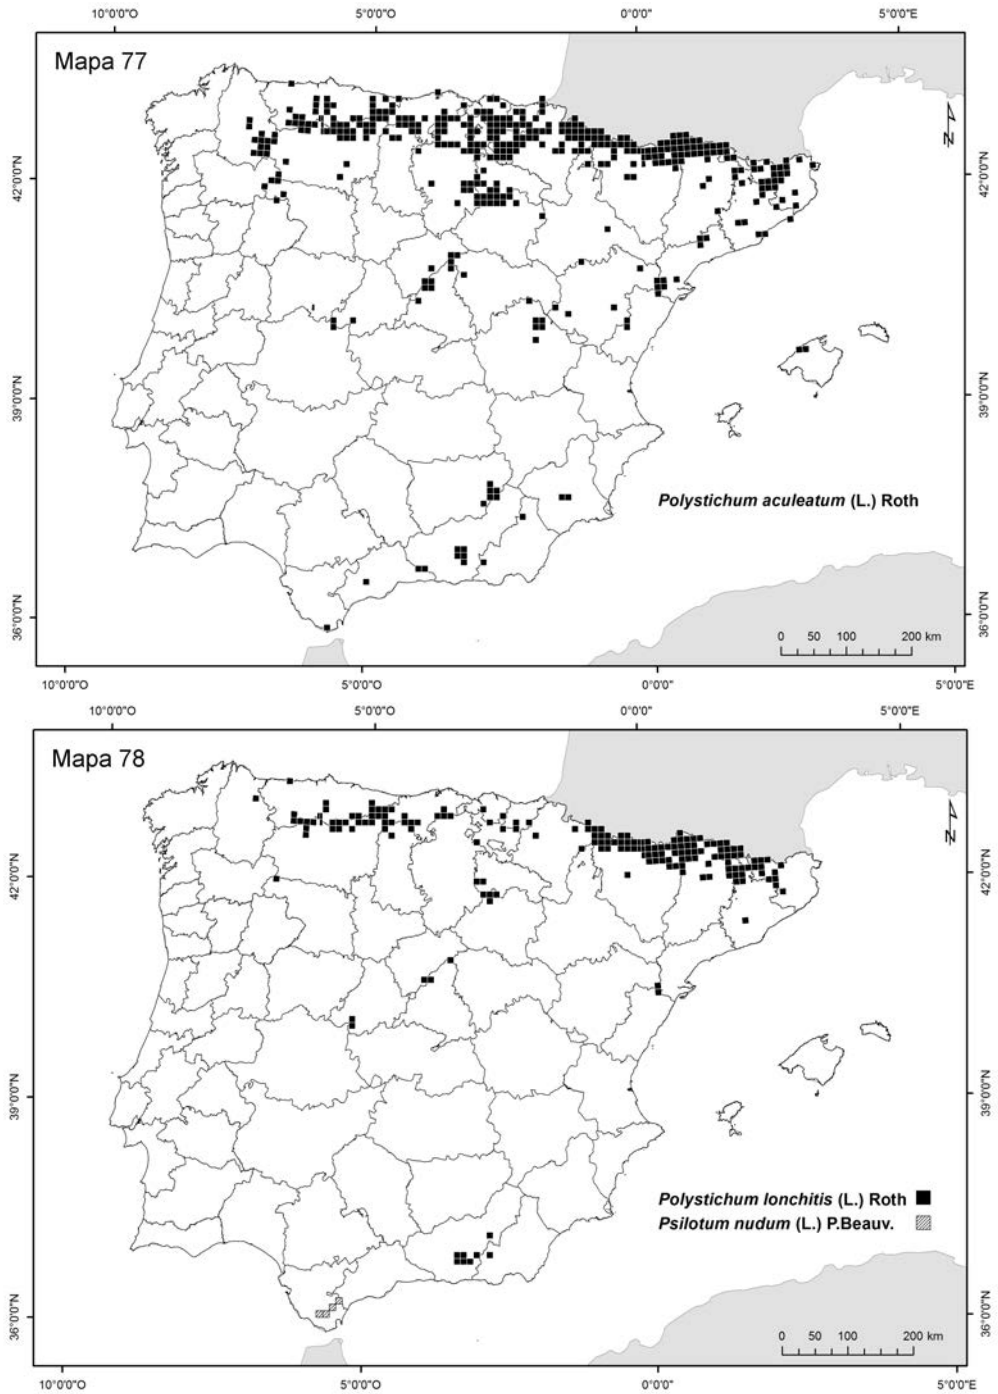 10°0'0"O 5°0'0"O 0°0'0" 5°0'0"E
Mapa 77
N
42°0'0"N 42°0'0"N
39°0'0"N 39°0'0"N
Polystichum aculeatum (L.) Roth
36°0'0"N 36°0'0"N
0 50 100 200 km
10°0'0"O 5°0'0"O 0°0'0" 5°0'0"E
10°0'0"O 5°0'0"O 0°0'0" 5°0'0"E
Mapa 78
N
42°0'0"N 42°0'0"N
39°0'0"N 39°0'0"N
Polystichum lonchitis (L.) Roth
Psilotum nudum (L.) P.Beauv.
36°0'0"N 36°0'0"N
0 50 100 200 km
10°0'0"O 5°0'0"O 0°0'0" 5°0'0"E